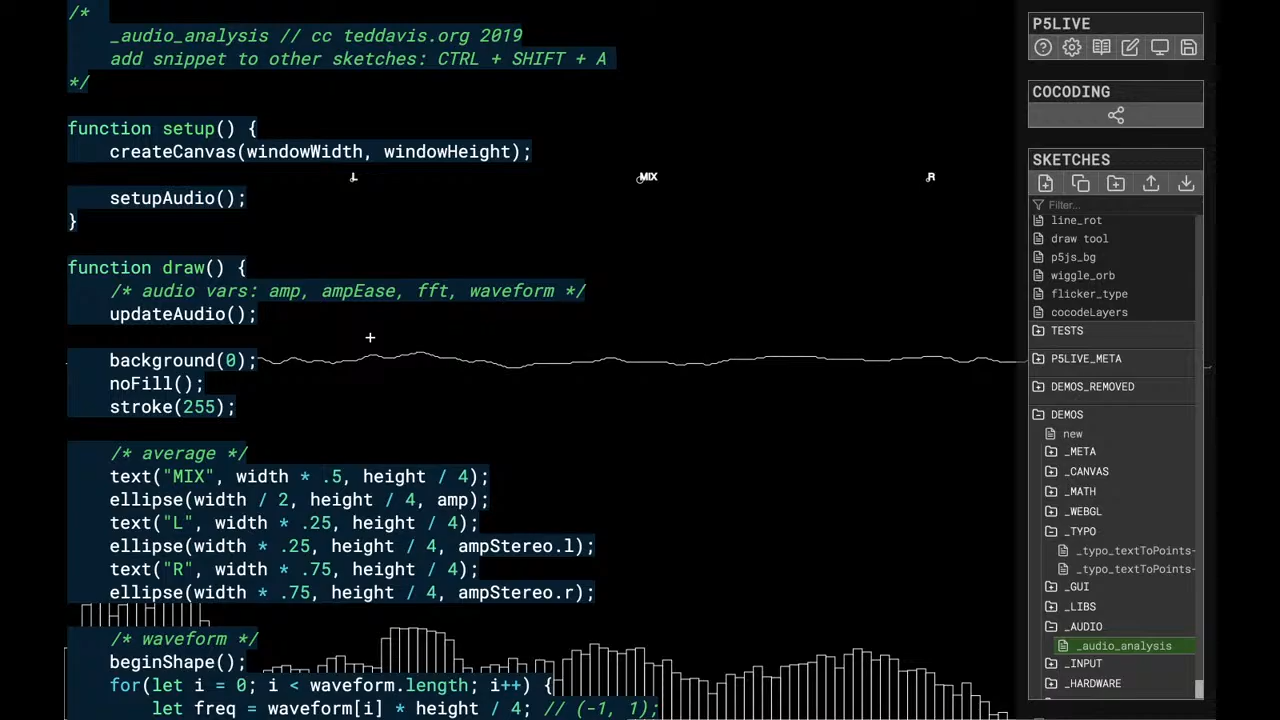 /*
_audio_analysis // cc teddavis.org 2019
add snippet to other sketches: CTRL + SHIFT + A
*/
function setup() {
createCanvas(windowWidth, windowHeight);
setupAudio();
}
function draw() {
/* audio vars: amp, ampEase, fft, waveform */
updateAudio();
background(0);
noFill();
stroke(255);
/* average */
text("MIX", width * .5, height / 4);
ellipse(width / 2, height / 4, amp);
text("L", width * .25, height / 4);
ellipse(width * .25, height / 4, ampStereo.l);
text("R", width * .75, height / 4);
ellipse(width * .75, height / 4, ampStereo.r);
/* waveform */
beginShape();
for(let i = 0; i < waveform.length; i++) {
let freq = waveform[i] * height / 4; // (-1, 1);
L
MIX
R
P5LIVE
COCODING
SKETCHES
Filter...
line_rot
draw tool
p5js_bg
wiggle_orb
flicker_type
cocodeLayers
TESTS
P5LIVE_META
DEMOS_REMOVED
DEMOS
new
_META
_CANVAS
_MATH
_WEBGL
_TYPO
_typo_textToPoints-
_typo_textToPoints-
_GUI
_LIBS
_AUDIO
_audio_analysis
_INPUT
_HARDWARE